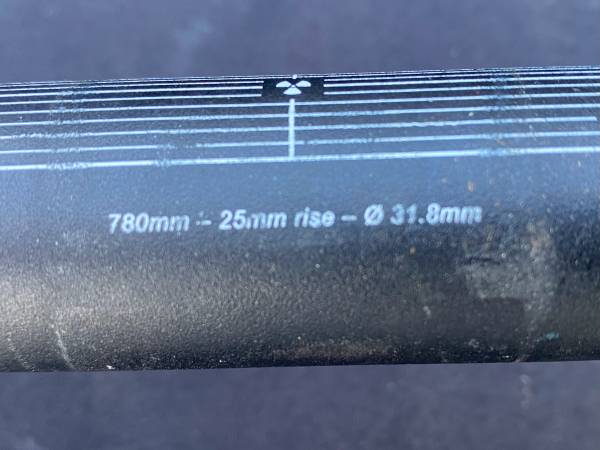 780mm – 25mm rise – Ø 31.8mm